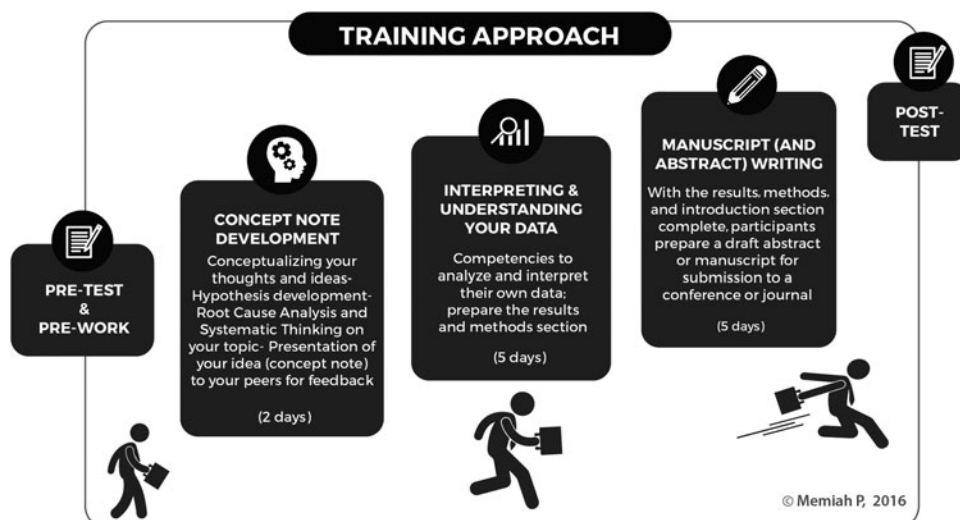 TRAINING APPROACH
PRE-TEST
&
PRE-WORK
CONCEPT NOTE
DEVELOPMENT
Conceptualizing your
thoughts and ideas-
Hypothesis development-
Root Cause Analysis and
Systematic Thinking on
your topic- Presentation of
your idea (concept note)
to your peers for feedback
(2 days)
INTERPRETING &
UNDERSTANDING
YOUR DATA
Competencies to
analyze and interpret
their own data;
prepare the results
and methods section
(5 days)
MANUSCRIPT (AND
ABSTRACT) WRITING
With the results, methods,
and introduction section
complete, participants
prepare a draft abstract
or manuscript for
submission to a
conference or journal
(5 days)
POST-
TEST
© Memiah P, 2016